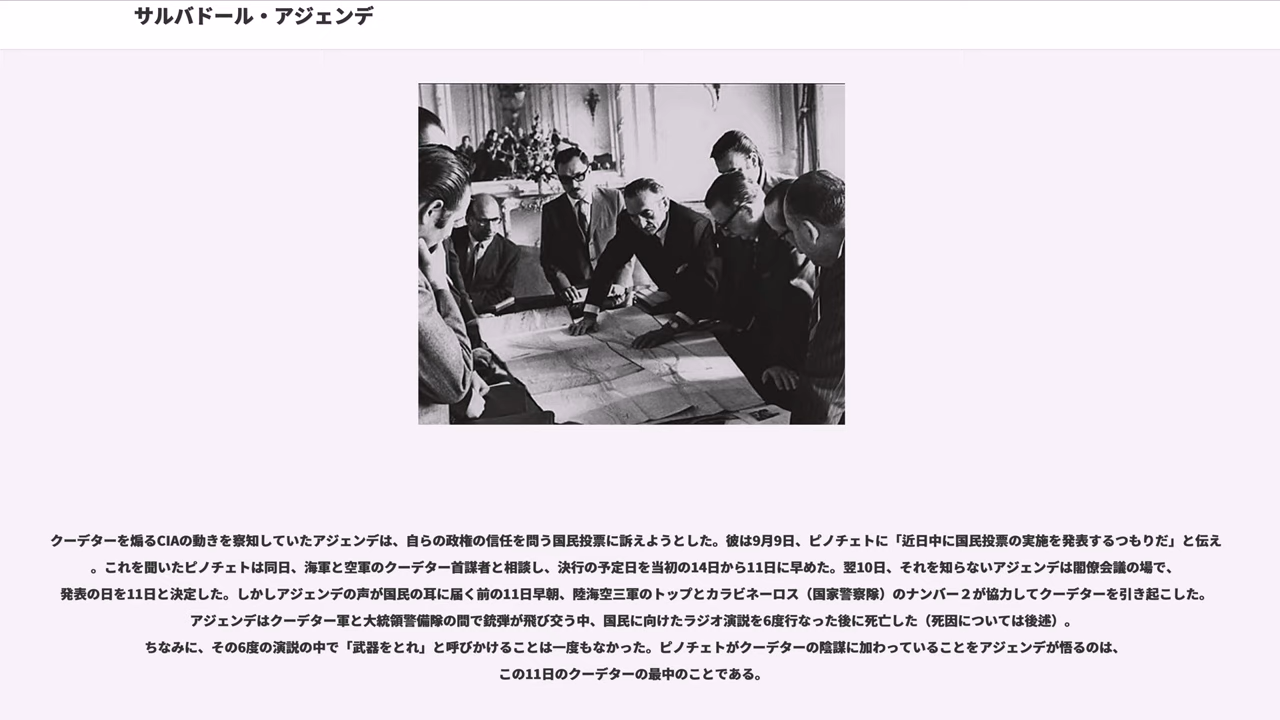 サルバドール・アジェンデ
クーデターを煽るCIAの動きを察知していたアジェンデは、自らの政権の信任を問う国民投票に訴えようとした。彼は9月9日、ピノチェトに「近日中に国民投票の実施を発表するつもりだ」と伝え
。これを聞いたピノチェトは同日、海軍と空軍のクーデター首謀者と相談し、決行の予定日を当初の14日から11日に早めた。翌10日、それを知らないアジェンデは閣僚会議の場で、
発表の日を11日と決定した。しかしアジェンデの声が国民の耳に届く前の11日早朝、陸海空三軍のトップとカラビネーロス（国家警察隊）のナンバー２が協力してクーデターを引き起こした。
アジェンデはクーデター軍と大統領警備隊の間で銃弾が飛び交う中、国民に向けたラジオ演説を6度行なった後に死亡した（死因については後述）。
ちなみに、その6度の演説の中で「武器をとれ」と呼びかけることは一度もなかった。ピノチェトがクーデターの陰謀に加わっていることをアジェンデが悟るのは、
この11日のクーデターの最中のことである。